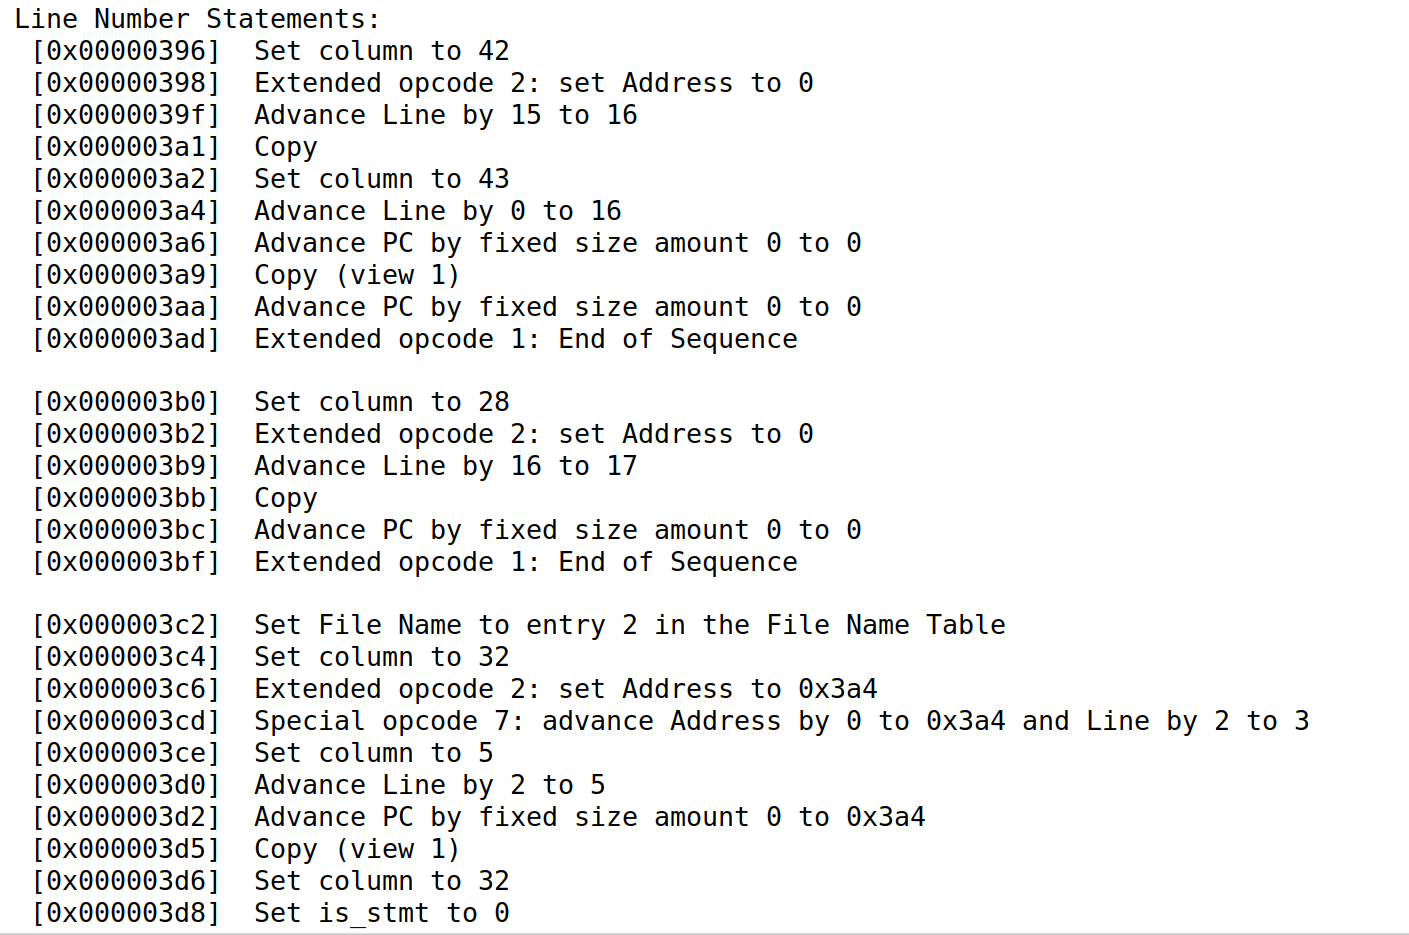 Line Number Statements:
 [0x00000396]  Set column to 42
 [0x00000398]  Extended opcode 2: set Address to 0
 [0x0000039f]  Advance Line by 15 to 16
 [0x000003a1]  Copy
 [0x000003a2]  Set column to 43
 [0x000003a4]  Advance Line by 0 to 16
 [0x000003a6]  Advance PC by fixed size amount 0 to 0
 [0x000003a9]  Copy (view 1)
 [0x000003aa]  Advance PC by fixed size amount 0 to 0
 [0x000003ad]  Extended opcode 1: End of Sequence

 [0x000003b0]  Set column to 28
 [0x000003b2]  Extended opcode 2: set Address to 0
 [0x000003b9]  Advance Line by 16 to 17
 [0x000003bb]  Copy
 [0x000003bc]  Advance PC by fixed size amount 0 to 0
 [0x000003bf]  Extended opcode 1: End of Sequence

 [0x000003c2]  Set File Name to entry 2 in the File Name Table
 [0x000003c4]  Set column to 32
 [0x000003c6]  Extended opcode 2: set Address to 0x3a4
 [0x000003cd]  Special opcode 7: advance Address by 0 to 0x3a4 and Line by 2 to 3
 [0x000003ce]  Set column to 5
 [0x000003d0]  Advance Line by 2 to 5
 [0x000003d2]  Advance PC by fixed size amount 0 to 0x3a4
 [0x000003d5]  Copy (view 1)
 [0x000003d6]  Set column to 32
 [0x000003d8]  Set is_stmt to 0